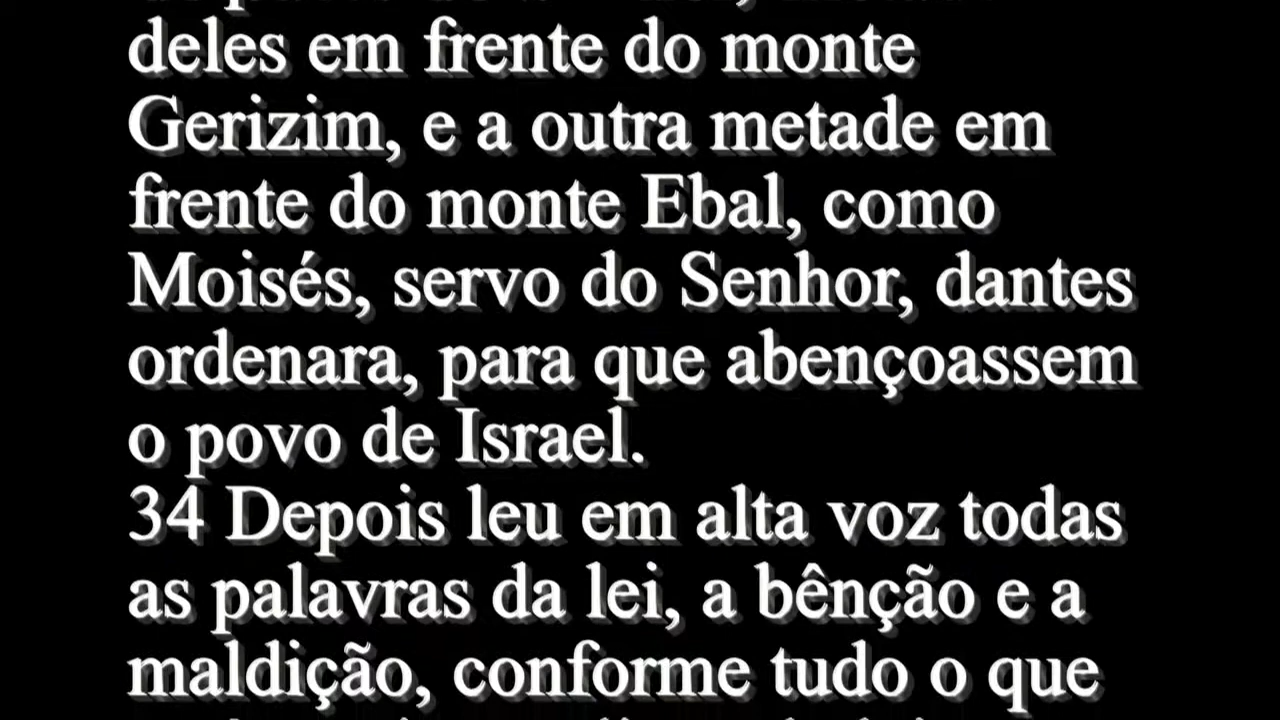 deles em frente do monte
Gerizim, e a outra metade em
frente do monte Ebal, como
Moisés, servo do Senhor, dantes
ordenara, para que abençoassem
o povo de Israel.
34 Depois leu em alta voz todas
as palavras da lei, a bênção e a
maldição, conforme tudo o que